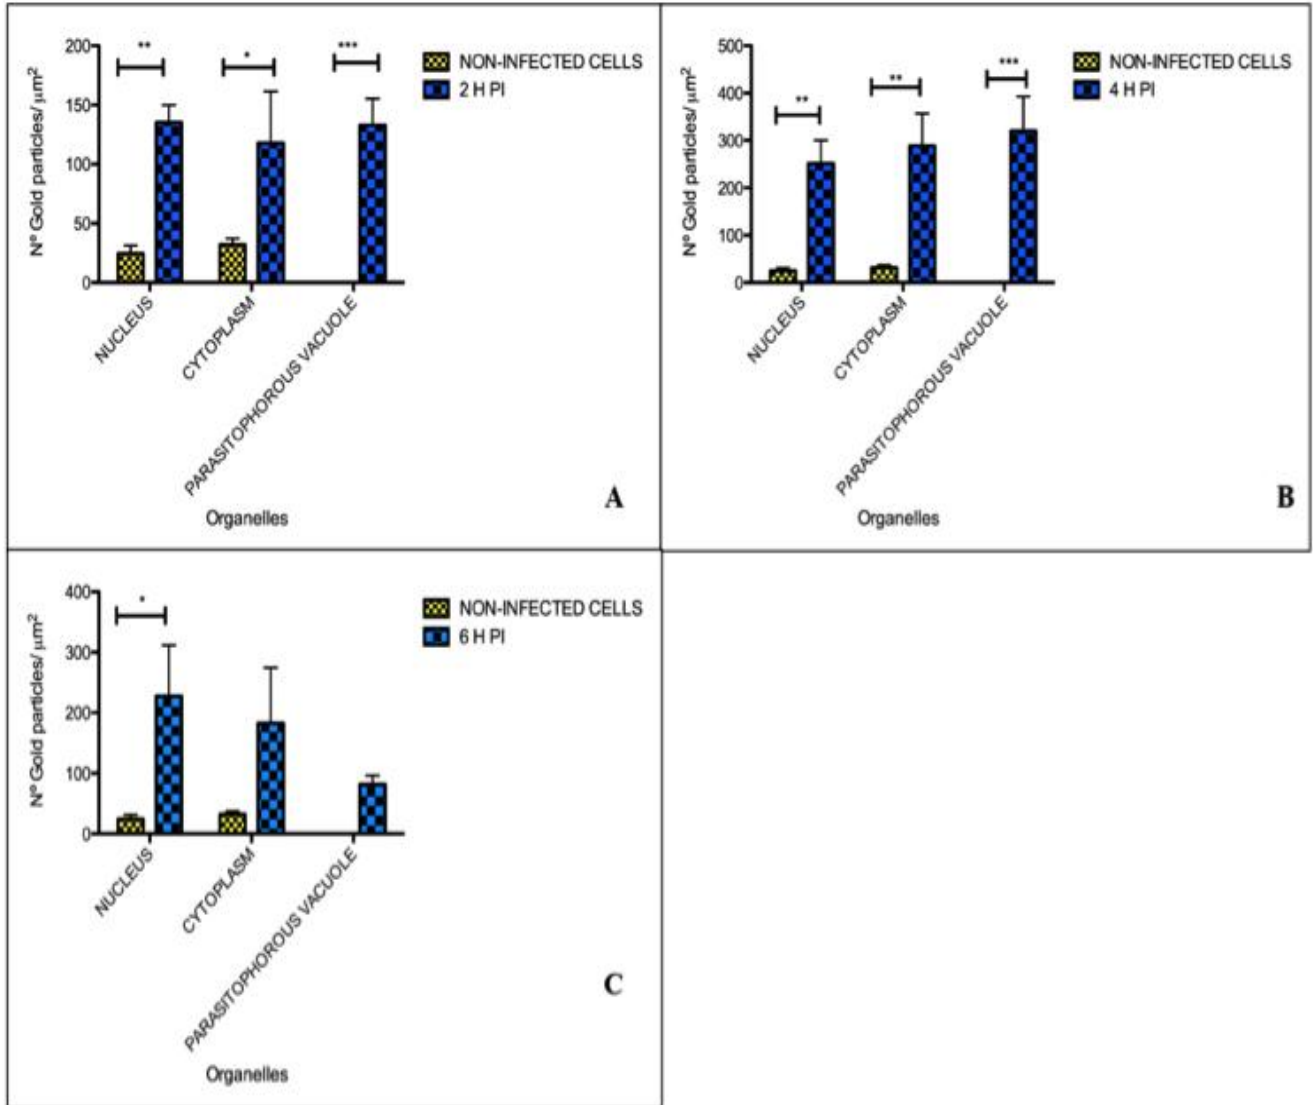 200
150
100
50
0
Nº Gold particles/ µm²
**
*
***
NUCLEUS
CYTOPLASM
PARASITOPHOROUS VACUOLE
Organelles
NON-INFECTED CELLS
2 H PI
A
500
400
300
200
100
0
Nº Gold particles/ µm²
**
**
***
NUCLEUS
CYTOPLASM
PARASITOPHOROUS VACUOLE
Organelles
NON-INFECTED CELLS
4 H PI
B
400
300
200
100
0
Nº Gold particles/ µm²
*
NUCLEUS
CYTOPLASM
PARASITOPHOROUS VACUOLE
Organelles
NON-INFECTED CELLS
6 H PI
C